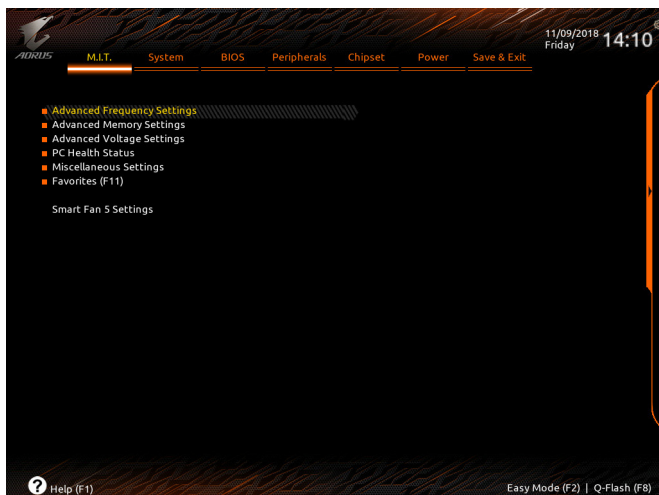 11/09/2018 14:10
Friday
AORUS
M.I.T. System BIOS Peripherals Chipset Power Save & Exit
Advanced Frequency Settings
Advanced Memory Settings
Advanced Voltage Settings
PC Health Status
Miscellaneous Settings
Favorites (F11)
Smart Fan 5 Settings
? Help (F1) Easy Mode (F2) | Q-Flash (F8)